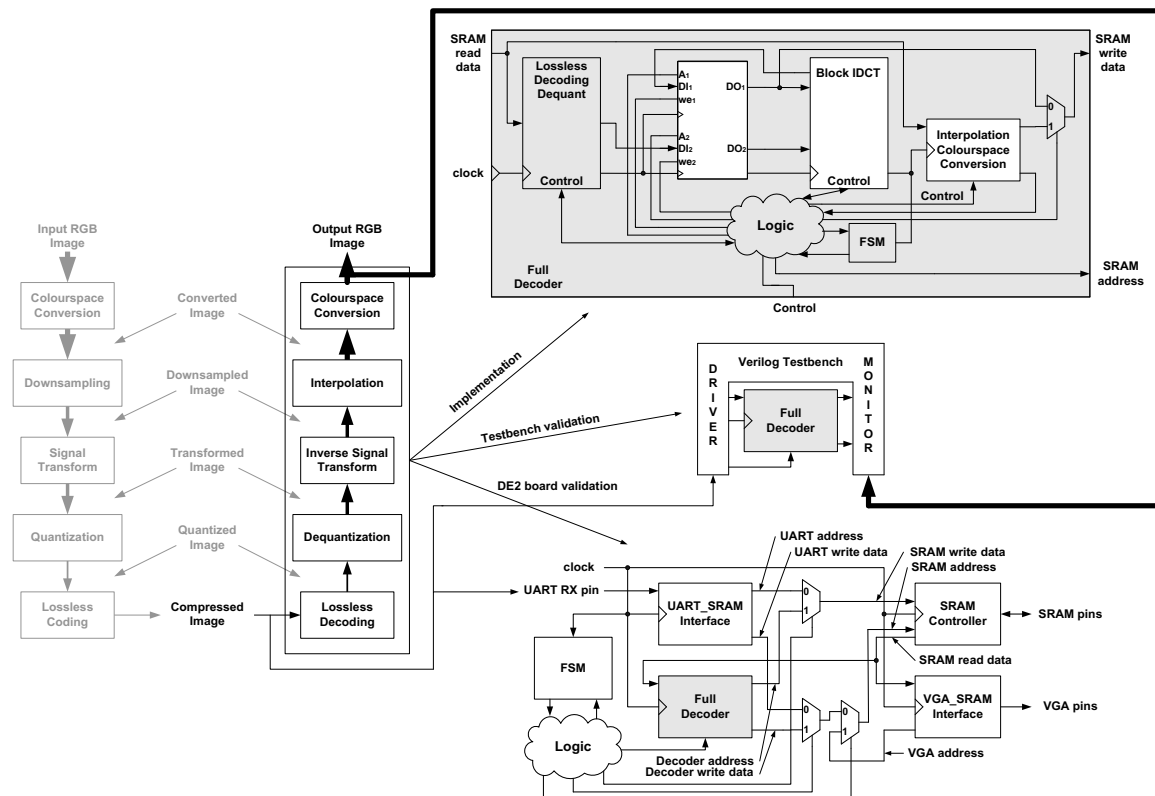 Input RGB
Image
Colourspace
Conversion
Downsampling
Signal
Transform
Quantization
Lossless
Coding
Converted
Image
Downsampled
Image
Transformed
Image
Quantized
Image
Compressed
Image
Output RGB
Image
Colourspace
Conversion
Interpolation
Inverse Signal
Transform
Dequantization
Lossless
Decoding
Implementation
Testbench validation
DE2 board validation
SRAM
read
data
clock
Lossless
Decoding
Dequant
Control
A1
DI1
we1
A2
DI2
we2
DO1
DO2
Block IDCT
Control
Interpolation
Colourspace
Conversion
Control
0
1
SRAM
write
data
Logic
FSM
Full
Decoder
Control
SRAM
address
Verilog Testbench
DRIVER
Full
Decoder
MONITOR
clock
UART RX pin
UART address
UART write data
SRAM write data
SRAM address
UART_SRAM
Interface
0
1
SRAM
Controller
SRAM pins
SRAM read data
FSM
Full
Decoder
0
1
0
1
VGA_SRAM
Interface
VGA pins
Logic
Decoder address
Decoder write data
VGA address